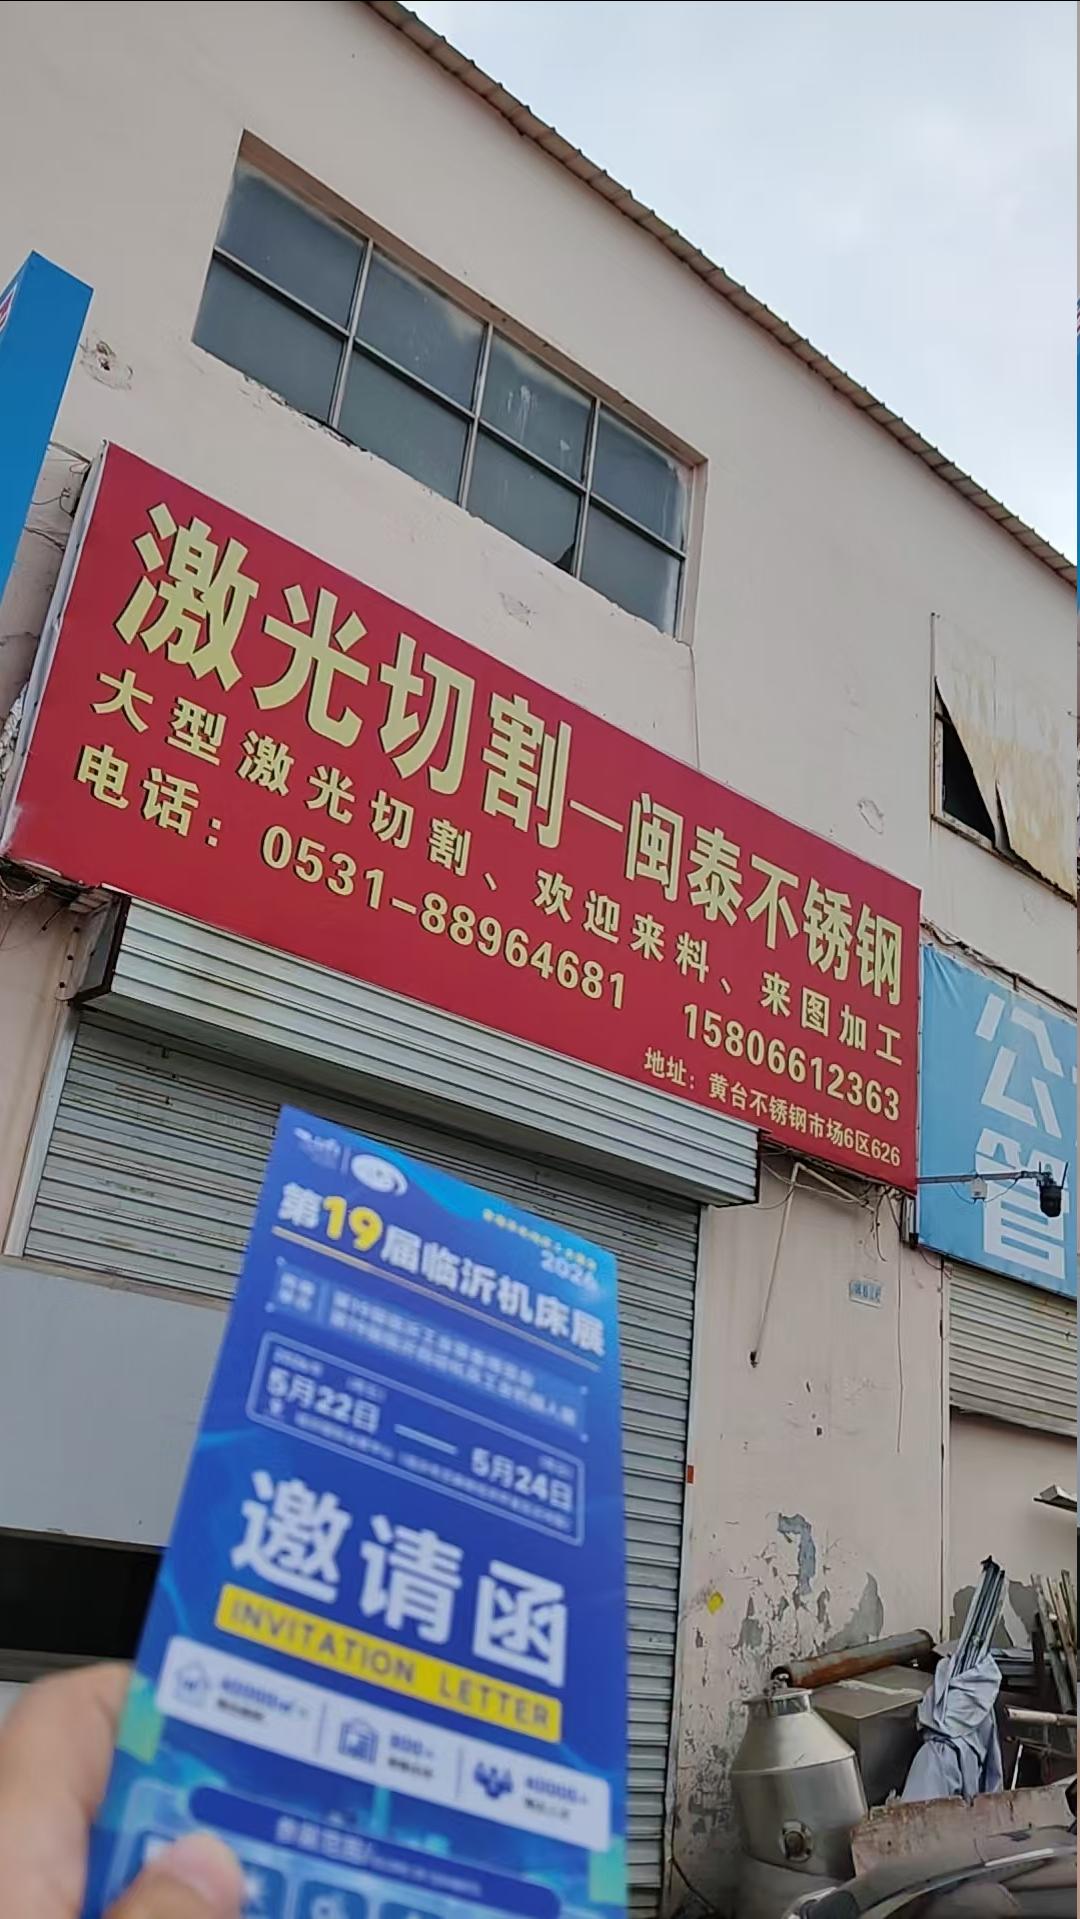 激光切割—闽泰不锈钢
大型激光切割、欢迎来料、来图加工
电话：0531-88964681 15806612363
地址：黄台不锈钢市场6区626
公
管
2026
第19届临沂机床展
5月22日 — 5月24日
邀请函
INVITATION LETTER